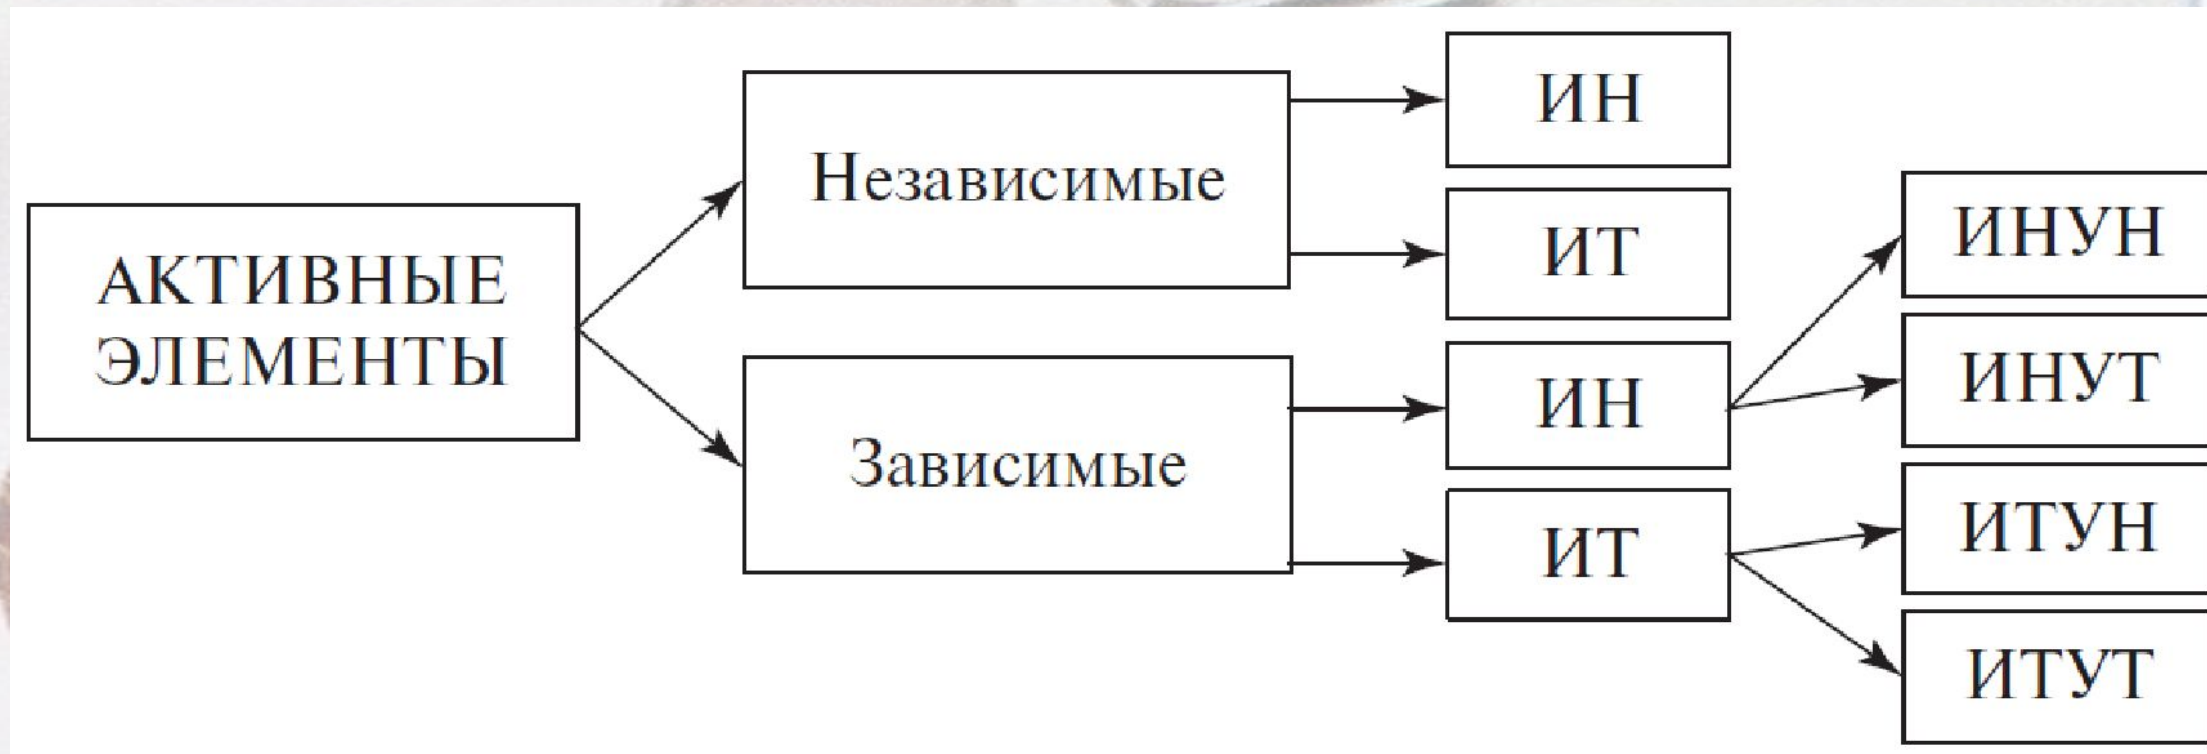 АКТИВНЫЕ
ЭЛЕМЕНТЫ
Независимые
Зависимые
ИН
ИТ
ИН
ИТ
ИНУН
ИНУТ
ИТУН
ИТУТ